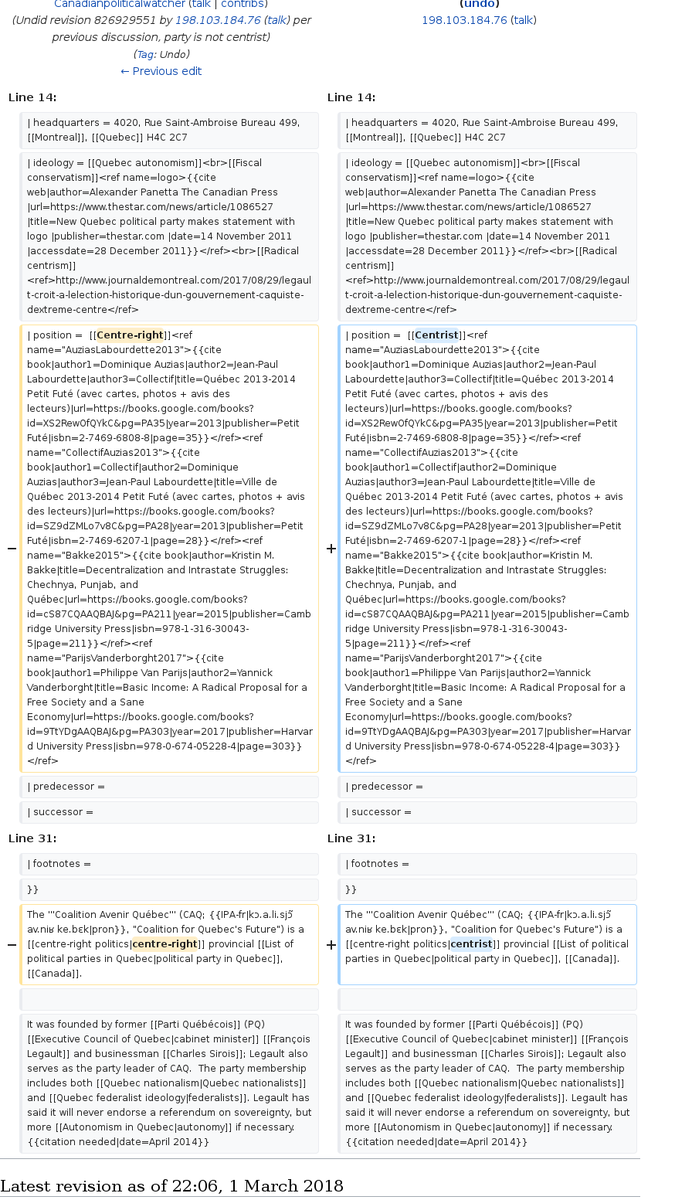 Canadianpoliticalwatcher (talk | contribs)
(Undid revision 826929551 by 198.103.184.76 (talk) per
previous discussion, party is not centrist)
(Tag: Undo)
← Previous edit
(undo)
198.103.184.76 (talk)
Line 14:
| headquarters = 4020, Rue Saint-Ambroise Bureau 499,
[[Montreal]], [[Quebec]] H4C 2C7
| ideology = [[Quebec autonomism]]<br>[[Fiscal
conservatism]]<ref name=logo>{{cite
web|author=Alexander Panetta The Canadian Press
|url=https://www.thestar.com/news/article/1086527
|title=New Quebec political party makes statement with
logo |publisher=thestar.com |date=14 November 2011
|accessdate=28 December 2011}}</ref><br>[[Radical
centrism]]
<ref>http://www.journaldemontreal.com/2017/08/29/legaul
t-croit-a-lelection-historique-dun-gouvernement-caquiste-
dextreme-centre</ref>
− | position =  [[Centre-right]]<ref
name="AuziasLabourdette2013">{{cite
book|author1=Dominique Auzias|author2=Jean-Paul
Labourdette|author3=Collectif|title=Québec 2013-2014
Petit Futé (avec cartes, photos + avis des
lecteurs)|url=https://books.google.com/books?
id=XS2RewOfQYkC&pg=PA35|year=2013|publisher=Petit
Futé|isbn=2-7469-6808-8|page=35}}</ref><ref
name="CollectifAuzias2013">{{cite
book|author1=Collectif|author2=Dominique
Auzias|author3=Jean-Paul Labourdette|title=Ville de
Québec 2013-2014 Petit Futé (avec cartes, photos + avis
des lecteurs)|url=https://books.google.com/books?
id=SZ9dZMLo7v8C&pg=PA28|year=2013|publisher=Petit
Futé|isbn=2-7469-6207-1|page=28}}</ref><ref
name="Bakke2015">{{cite book|author=Kristin M.
Bakke|title=Decentralization and Intrastate Struggles:
Chechnya, Punjab, and
Québec|url=https://books.google.com/books?
id=cS87CQAAQBAJ&pg=PA211|year=2015|publisher=Camb
ridge University Press|isbn=978-1-316-30043-
5|page=211}}</ref><ref
name="ParijsVanderborght2017">{{cite
book|author1=Philippe Van Parijs|author2=Yannick
Vanderborght|title=Basic Income: A Radical Proposal for a
Free Society and a Sane
Economy|url=https://books.google.com/books?
id=9TtYDgAAQBAJ&pg=PA303|year=2017|publisher=Harvar
d University Press|isbn=978-0-674-05228-4|page=303}}
</ref>
| predecessor =
| successor =
Line 31:
| footnotes =
}}
− The '''Coalition Avenir Québec''' (CAQ; {{IPA-fr|kɔ.a.li.sjɔ̃
av.niʁ ke.bɛk|pron}}, "Coalition for Quebec's Future") is a
[[centre-right politics|centre-right]] provincial [[List of
political parties in Quebec|political party in Quebec]],
[[Canada]].
It was founded by former [[Parti Québécois]] (PQ)
[[Executive Council of Quebec|cabinet minister]] [[François
Legault]] and businessman [[Charles Sirois]]; Legault also
serves as the party leader of CAQ.  The party membership
includes both [[Quebec nationalism|Quebec nationalists]]
and [[Quebec federalist ideology|federalists]]. Legault has
said it will never endorse a referendum on sovereignty, but
more [[Autonomism in Quebec|autonomy]] if necessary.
{{citation needed|date=April 2014}}
Line 14:
| headquarters = 4020, Rue Saint-Ambroise Bureau 499,
[[Montreal]], [[Quebec]] H4C 2C7
| ideology = [[Quebec autonomism]]<br>[[Fiscal
conservatism]]<ref name=logo>{{cite
web|author=Alexander Panetta The Canadian Press
|url=https://www.thestar.com/news/article/1086527
|title=New Quebec political party makes statement with
logo |publisher=thestar.com |date=14 November 2011
|accessdate=28 December 2011}}</ref><br>[[Radical
centrism]]
<ref>http://www.journaldemontreal.com/2017/08/29/legaul
t-croit-a-lelection-historique-dun-gouvernement-caquiste-
dextreme-centre</ref>
+ | position =  [[Centrist]]<ref
name="AuziasLabourdette2013">{{cite
book|author1=Dominique Auzias|author2=Jean-Paul
Labourdette|author3=Collectif|title=Québec 2013-2014
Petit Futé (avec cartes, photos + avis des
lecteurs)|url=https://books.google.com/books?
id=XS2RewOfQYkC&pg=PA35|year=2013|publisher=Petit
Futé|isbn=2-7469-6808-8|page=35}}</ref><ref
name="CollectifAuzias2013">{{cite
book|author1=Collectif|author2=Dominique
Auzias|author3=Jean-Paul Labourdette|title=Ville de
Québec 2013-2014 Petit Futé (avec cartes, photos + avis
des lecteurs)|url=https://books.google.com/books?
id=SZ9dZMLo7v8C&pg=PA28|year=2013|publisher=Petit
Futé|isbn=2-7469-6207-1|page=28}}</ref><ref
name="Bakke2015">{{cite book|author=Kristin M.
Bakke|title=Decentralization and Intrastate Struggles:
Chechnya, Punjab, and
Québec|url=https://books.google.com/books?
id=cS87CQAAQBAJ&pg=PA211|year=2015|publisher=Camb
ridge University Press|isbn=978-1-316-30043-
5|page=211}}</ref><ref
name="ParijsVanderborght2017">{{cite
book|author1=Philippe Van Parijs|author2=Yannick
Vanderborght|title=Basic Income: A Radical Proposal for a
Free Society and a Sane
Economy|url=https://books.google.com/books?
id=9TtYDgAAQBAJ&pg=PA303|year=2017|publisher=Harvar
d University Press|isbn=978-0-674-05228-4|page=303}}
</ref>
| predecessor =
| successor =
Line 31:
| footnotes =
}}
+ The '''Coalition Avenir Québec''' (CAQ; {{IPA-fr|kɔ.a.li.sjɔ̃
av.niʁ ke.bɛk|pron}}, "Coalition for Quebec's Future") is a
[[centre-right politics|centrist]] provincial [[List of political
parties in Quebec|political party in Quebec]], [[Canada]].
It was founded by former [[Parti Québécois]] (PQ)
[[Executive Council of Quebec|cabinet minister]] [[François
Legault]] and businessman [[Charles Sirois]]; Legault also
serves as the party leader of CAQ.  The party membership
includes both [[Quebec nationalism|Quebec nationalists]]
and [[Quebec federalist ideology|federalists]]. Legault has
said it will never endorse a referendum on sovereignty, but
more [[Autonomism in Quebec|autonomy]] if necessary.
{{citation needed|date=April 2014}}
Latest revision as of 22:06, 1 March 2018